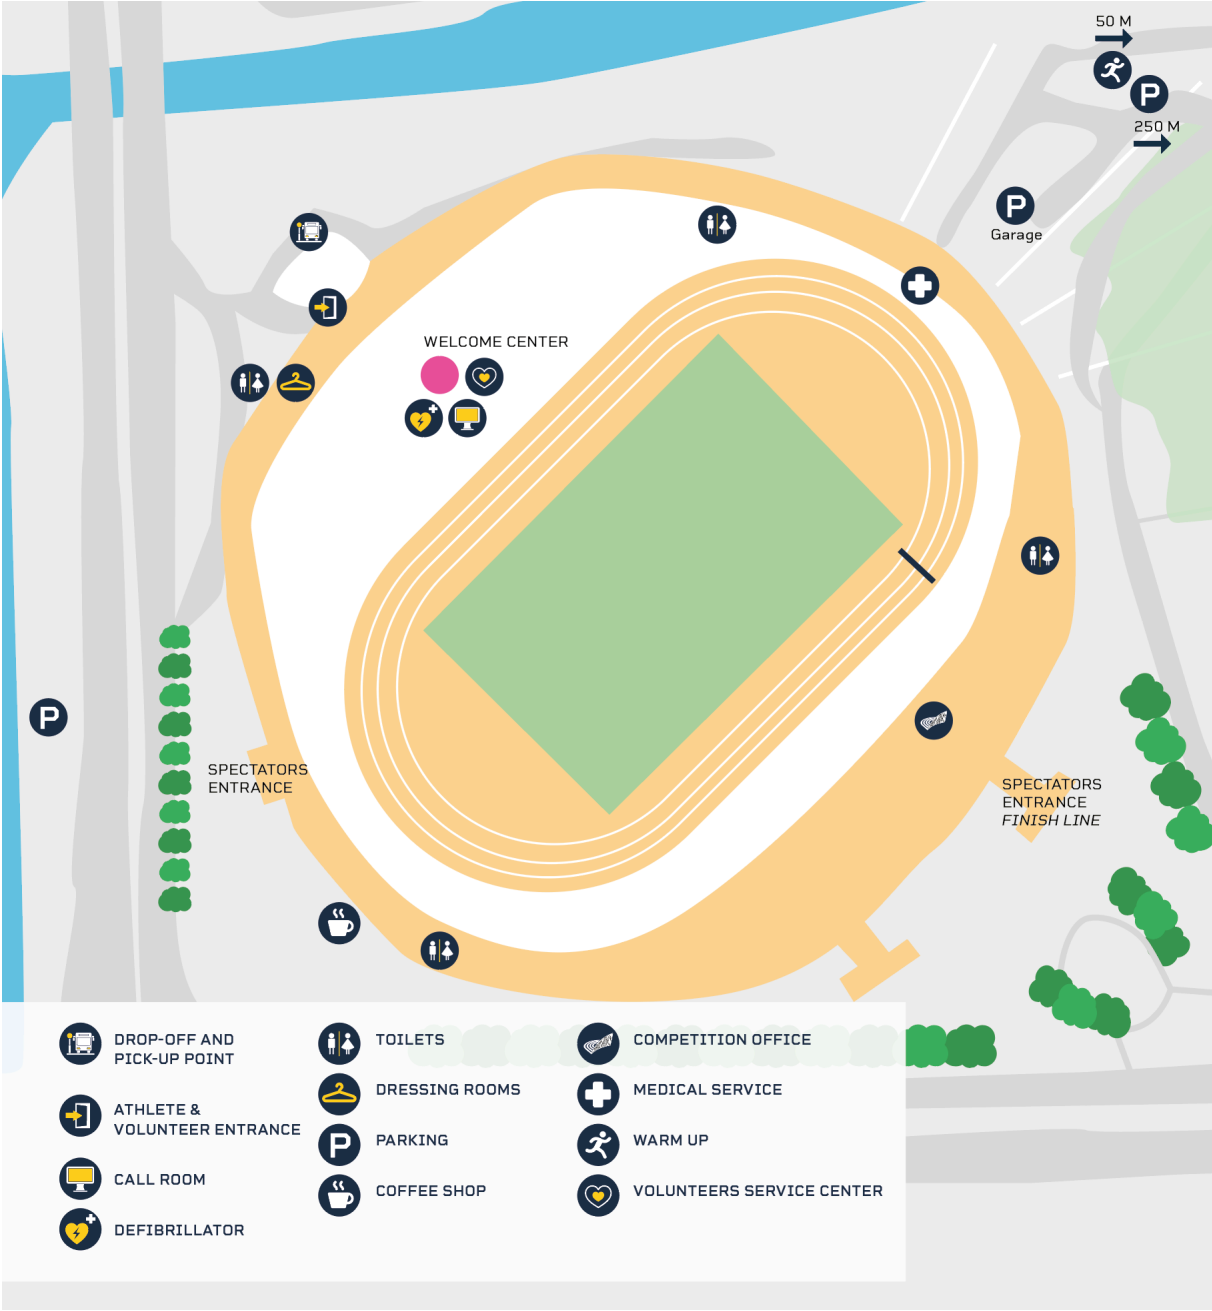 50 M
P
250 M
P
Garage
WELCOME CENTER
P
SPECTATORS
ENTRANCE
SPECTATORS
ENTRANCE
FINISH LINE
DROP-OFF AND
PICK-UP POINT
ATHLETE &
VOLUNTEER ENTRANCE
CALL ROOM
DEFIBRILLATOR
TOILETS
DRESSING ROOMS
P
PARKING
COFFEE SHOP
COMPETITION OFFICE
MEDICAL SERVICE
WARM UP
VOLUNTEERS SERVICE CENTER